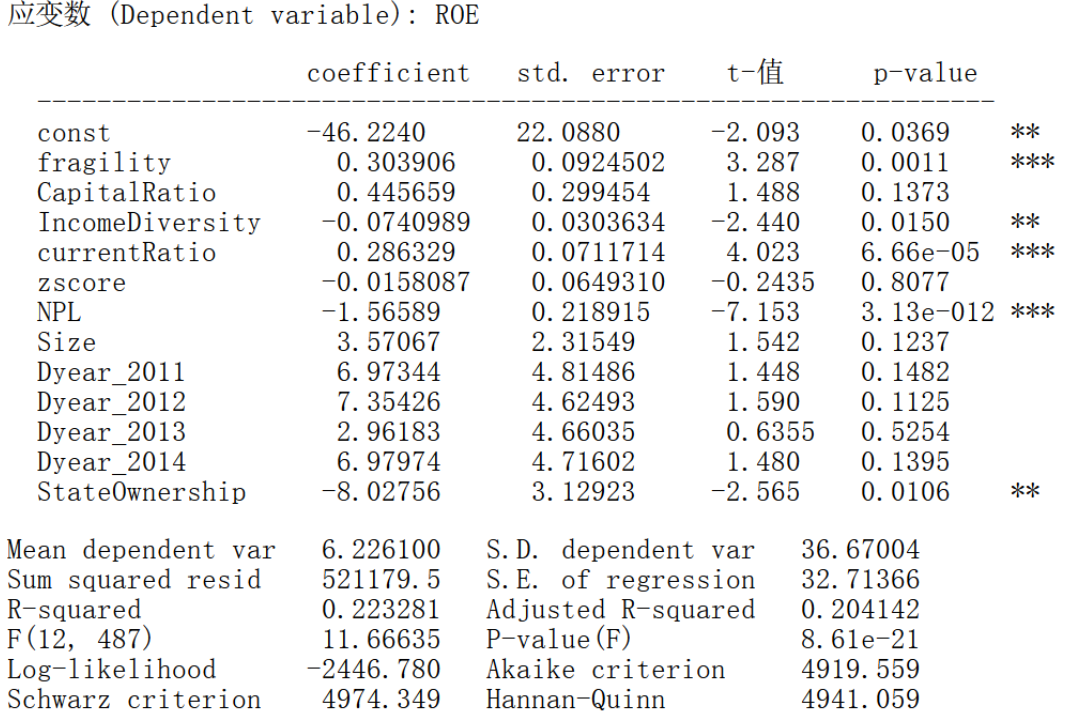 应变数 (Dependent variable): ROE
coefficient std. error t-值 p-value
------------------------------------------------------------------
const -46.2240 22.0880 -2.093 0.0369 **
fragility 0.303906 0.0924502 3.287 0.0011 ***
CapitalRatio 0.445659 0.299454 1.488 0.1373
IncomeDiversity -0.0740989 0.0303634 -2.440 0.0150 **
currentRatio 0.286329 0.0711714 4.023 6.66e-05 ***
zscore -0.0158087 0.0649310 -0.2435 0.8077
NPL -1.56589 0.218915 -7.153 3.13e-012 ***
Size 3.57067 2.31549 1.542 0.1237
Dyear_2011 6.97344 4.81486 1.448 0.1482
Dyear_2012 7.35426 4.62493 1.590 0.1125
Dyear_2013 2.96183 4.66035 0.6355 0.5254
Dyear_2014 6.97974 4.71602 1.480 0.1395
StateOwnership -8.02756 3.12923 -2.565 0.0106 **
Mean dependent var 6.226100 S.D. dependent var 36.67004
Sum squared resid 521179.5 S.E. of regression 32.71366
R-squared 0.223281 Adjusted R-squared 0.204142
F(12, 487) 11.66635 P-value(F) 8.61e-21
Log-likelihood -2446.780 Akaike criterion 4919.559
Schwarz criterion 4974.349 Hannan-Quinn 4941.059